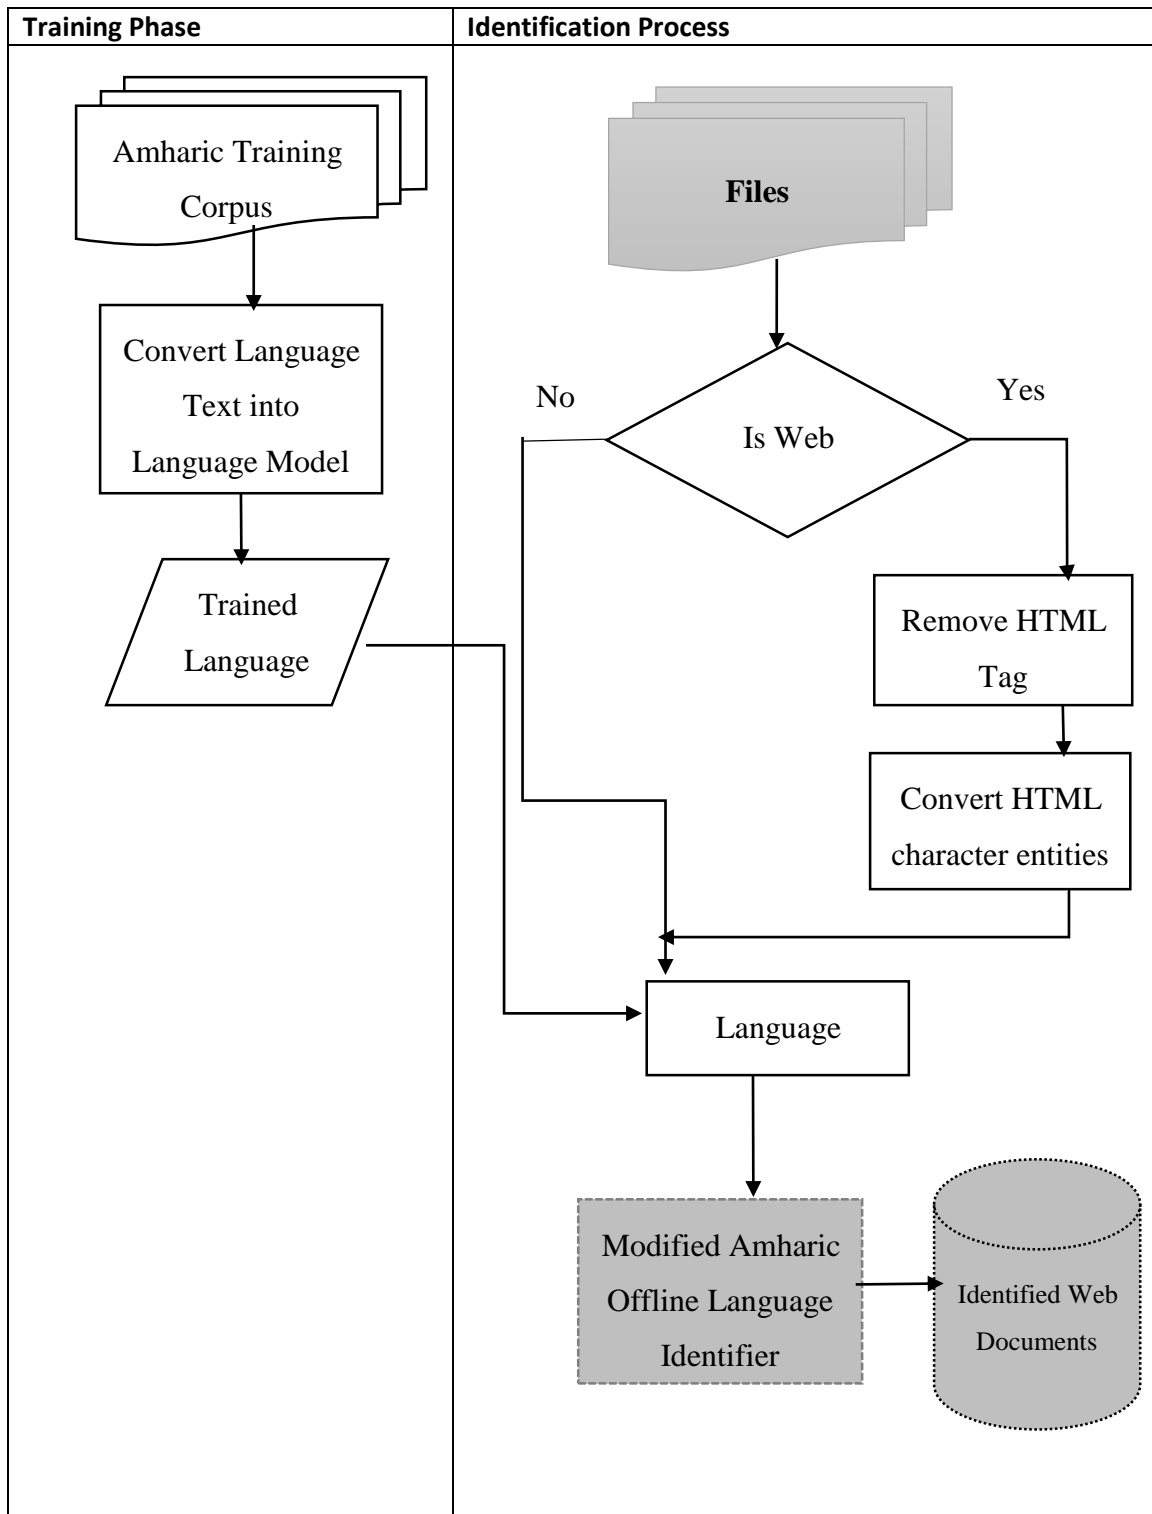 Training Phase
Identification Process
Amharic Training
Corpus
Convert Language
Text into
Language Model
Trained
Language
Files
No
Yes
Is Web
Remove HTML
Tag
Convert HTML
character entities
Language
Modified Amharic
Offline Language
Identifier
Identified Web
Documents